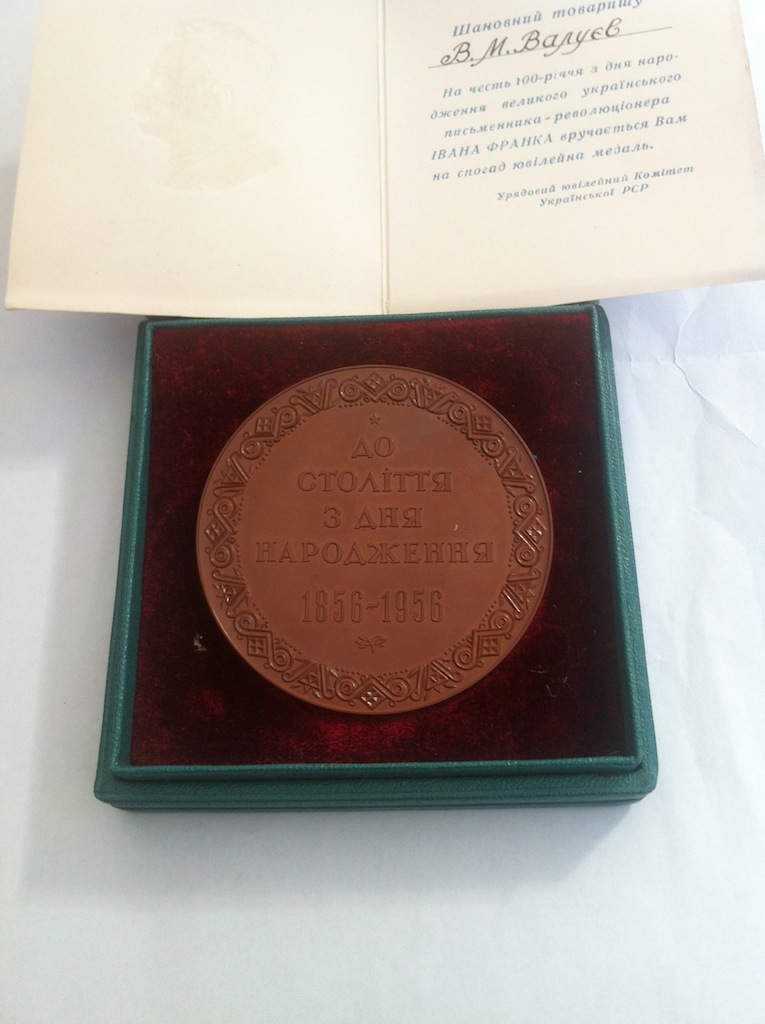 Шановний товаришу
В. М. Валуєв
На честь 100-річчя з дня наро-
дження великого українського
письменника-революціонера
ІВАНА ФРАНКА вручається Вам
на спогад ювілейна медаль.
Урядовий ювілейний Комітет
Української РСР
ДО
СТОЛІТТЯ
З ДНЯ
НАРОДЖЕННЯ
1856-1956